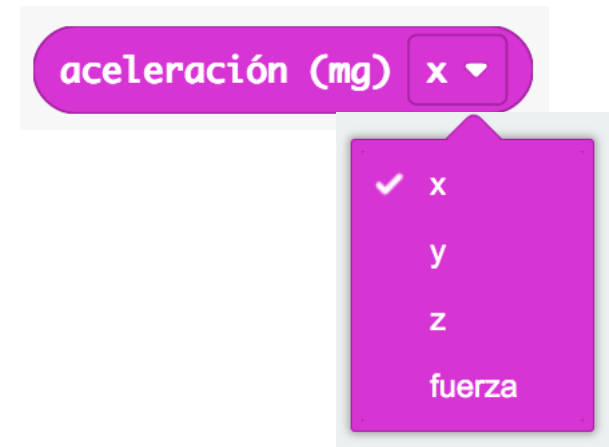 aceleración (mg) x
x
y
z
fuerza